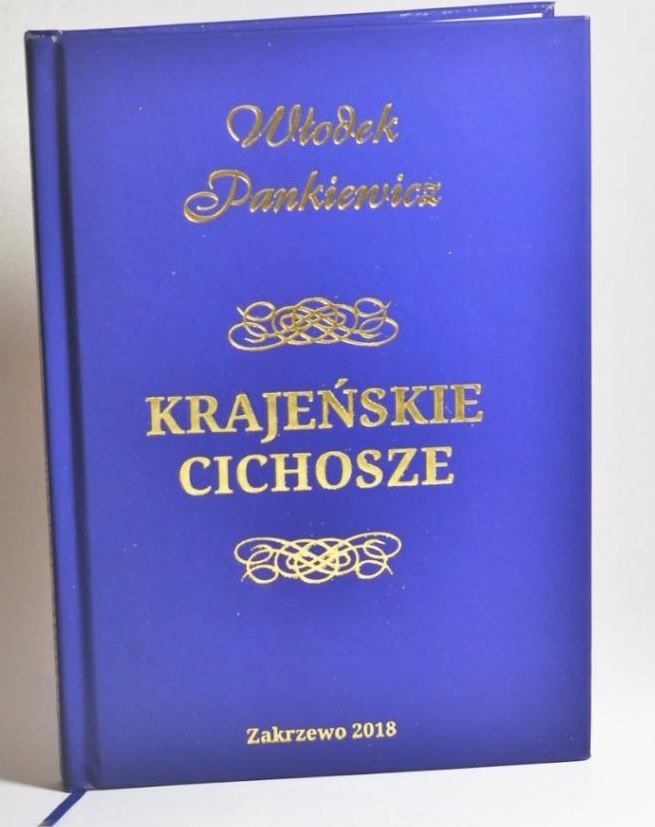 Włodek
Pankiewicz
KRAJEŃSKIE
CICHOSZE
Zakrzewo 2018